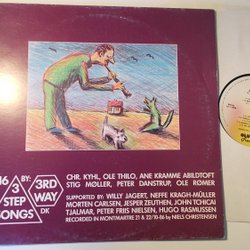 16 BY: 3RD
3 WAY
STEP DK
SONGS
CHR. KYHL, OLE THILO, ANE KRAMME ABILDTOFT
STIG MØLLER, PETER DANSTRUP, OLE RÖMER
SUPPORTED BY: WILLY JAGERT, NEFFE KRAGH-MÜLLER
MORTEN CARLSEN, JESPER ZEUTHEN, JOHN TCHICAI
TJALMAR, PETER FRIS NIELSEN, HUGO RASMUSSEN
RECORDED IN MONTMARTRE 21 & 22/10-86 by NIELS CHRISTENSEN